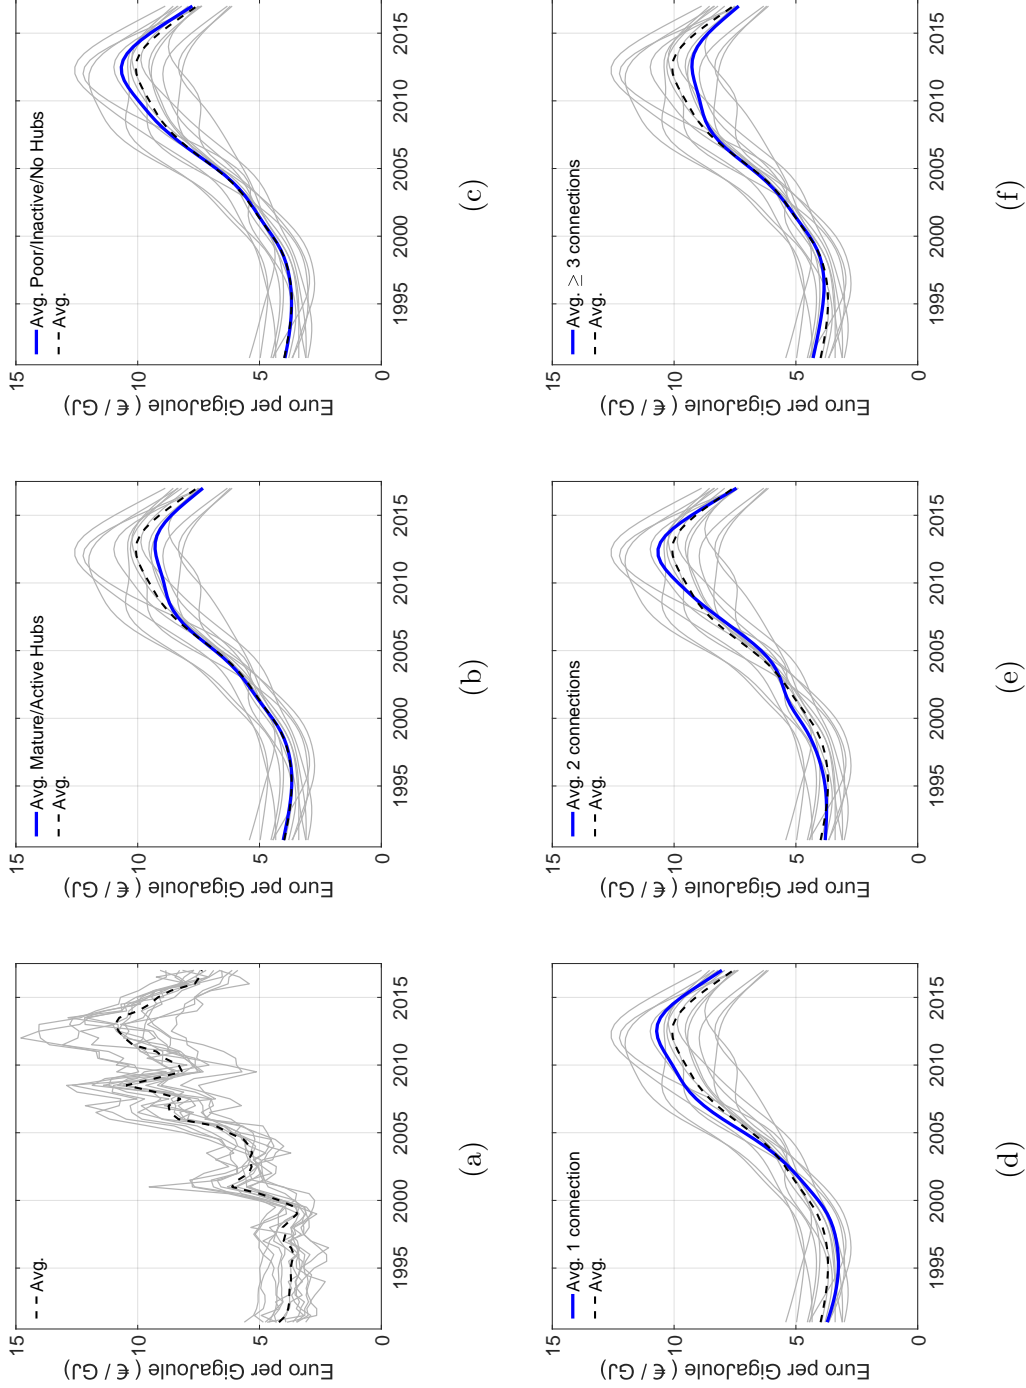 Avg.
15
10
5
0
Euro per GigaJoule ( € / GJ)
1995 2000 2005 2010 2015
(a)
Avg. Mature/Active Hubs
Avg.
15
10
5
0
Euro per GigaJoule ( € / GJ)
1995 2000 2005 2010 2015
(b)
Avg. Poor/Inactive/No Hubs
Avg.
15
10
5
0
Euro per GigaJoule ( € / GJ)
1995 2000 2005 2010 2015
(c)
Avg. 1 connection
Avg.
15
10
5
0
Euro per GigaJoule ( € / GJ)
1995 2000 2005 2010 2015
(d)
Avg. 2 connections
Avg.
15
10
5
0
Euro per GigaJoule ( € / GJ)
1995 2000 2005 2010 2015
(e)
Avg. ≥ 3 connections
Avg.
15
10
5
0
Euro per GigaJoule ( € / GJ)
1995 2000 2005 2010 2015
(f)